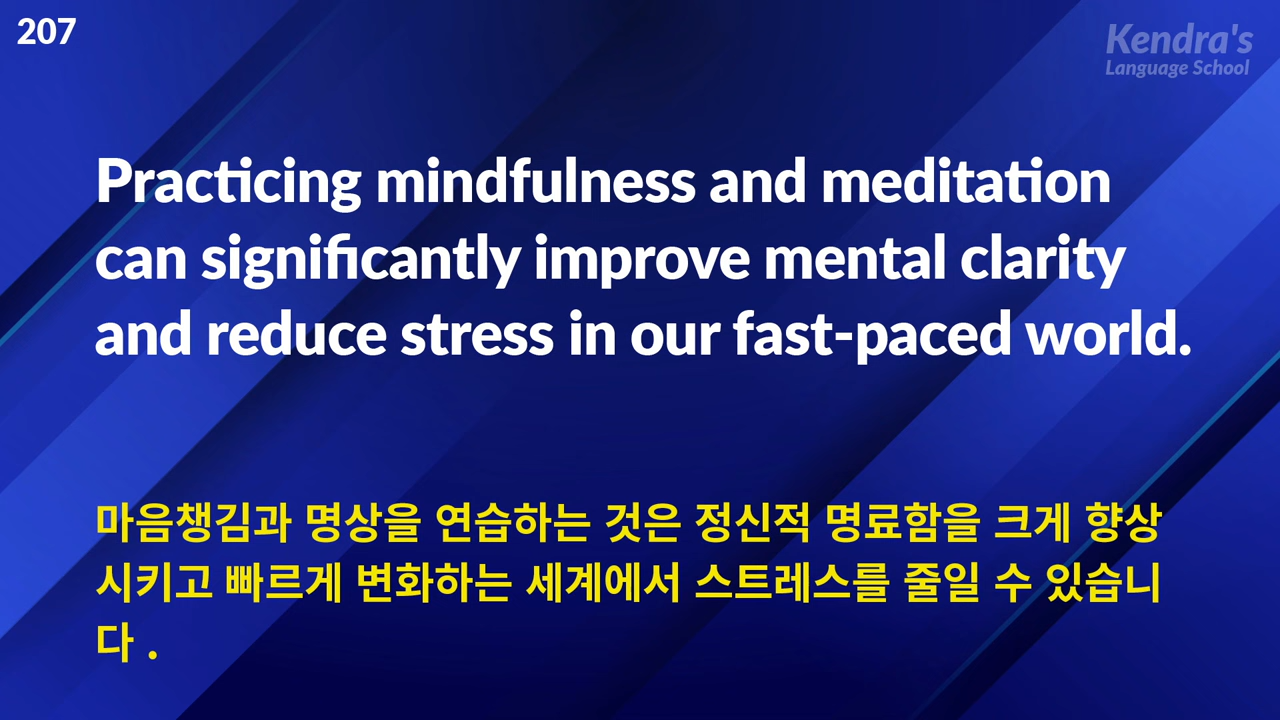 207
Kendra's
Language School
Practicing mindfulness and meditation
can significantly improve mental clarity
and reduce stress in our fast-paced world.
마음챙김과 명상을 연습하는 것은 정신적 명료함을 크게 향상
시키고 빠르게 변화하는 세계에서 스트레스를 줄일 수 있습니
다 .